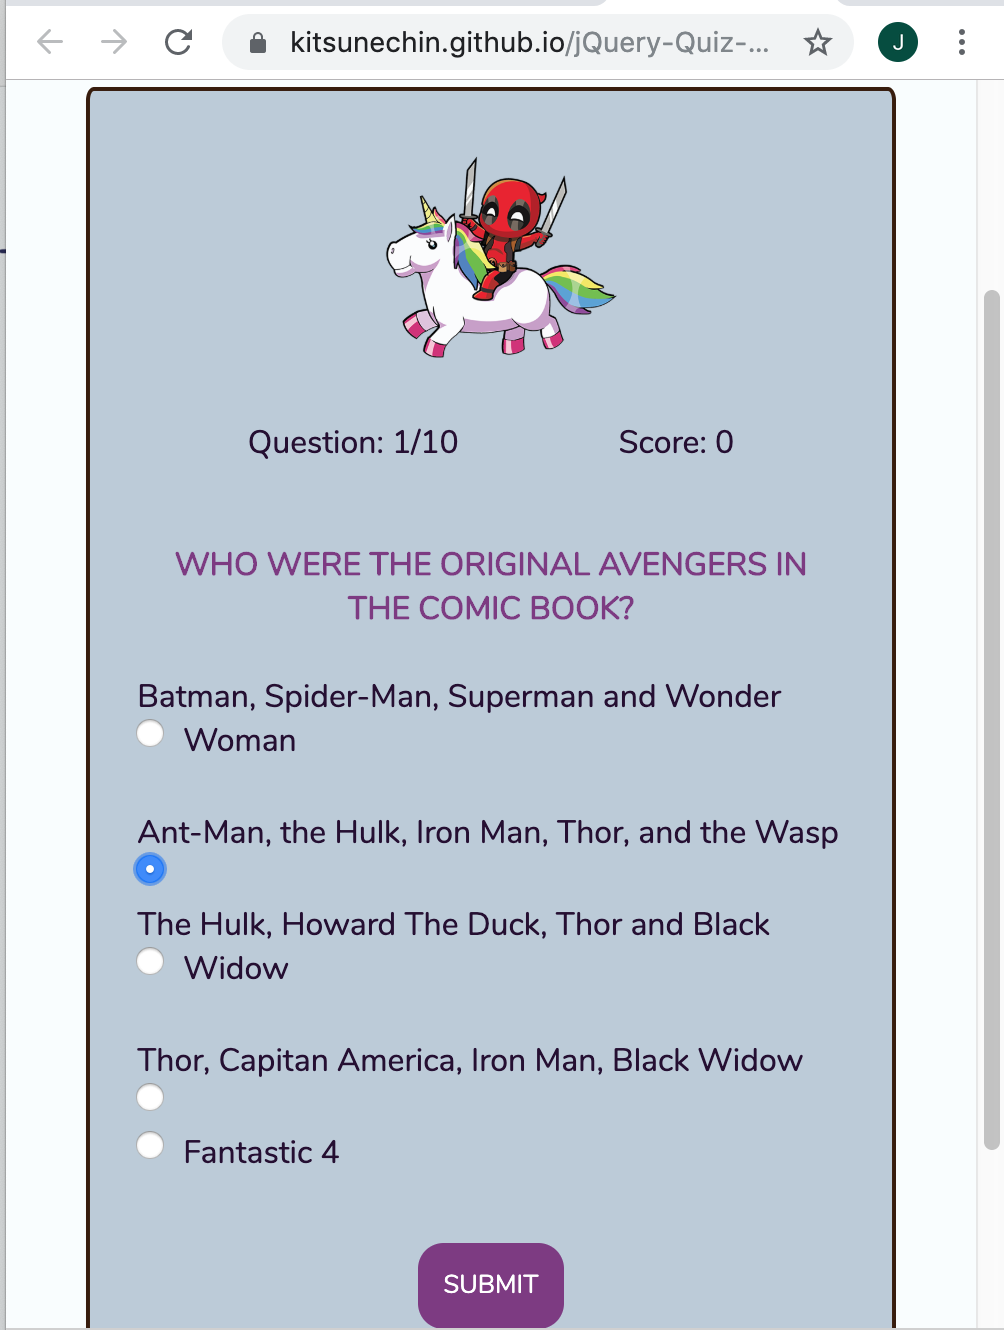 kitsunechin.github.io/jQuery-Quiz-...
J
Question: 1/10
Score: 0
WHO WERE THE ORIGINAL AVENGERS IN
THE COMIC BOOK?
Batman, Spider-Man, Superman and Wonder
Woman
Ant-Man, the Hulk, Iron Man, Thor, and the Wasp
The Hulk, Howard The Duck, Thor and Black
Widow
Thor, Capitan America, Iron Man, Black Widow
Fantastic 4
SUBMIT